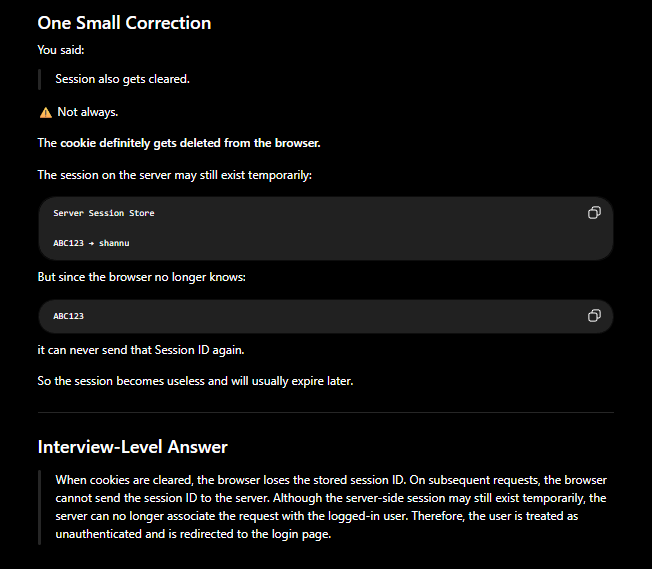 One Small Correction
You said:
Session also gets cleared.
⚠️ Not always.
The cookie definitely gets deleted from the browser.
The session on the server may still exist temporarily:
Server Session Store
ABC123 → shannu
But since the browser no longer knows:
ABC123
it can never send that Session ID again.
So the session becomes useless and will usually expire later.
Interview-Level Answer
When cookies are cleared, the browser loses the stored session ID. On subsequent requests, the browser
cannot send the session ID to the server. Although the server-side session may still exist temporarily, the
server can no longer associate the request with the logged-in user. Therefore, the user is treated as
unauthenticated and is redirected to the login page.